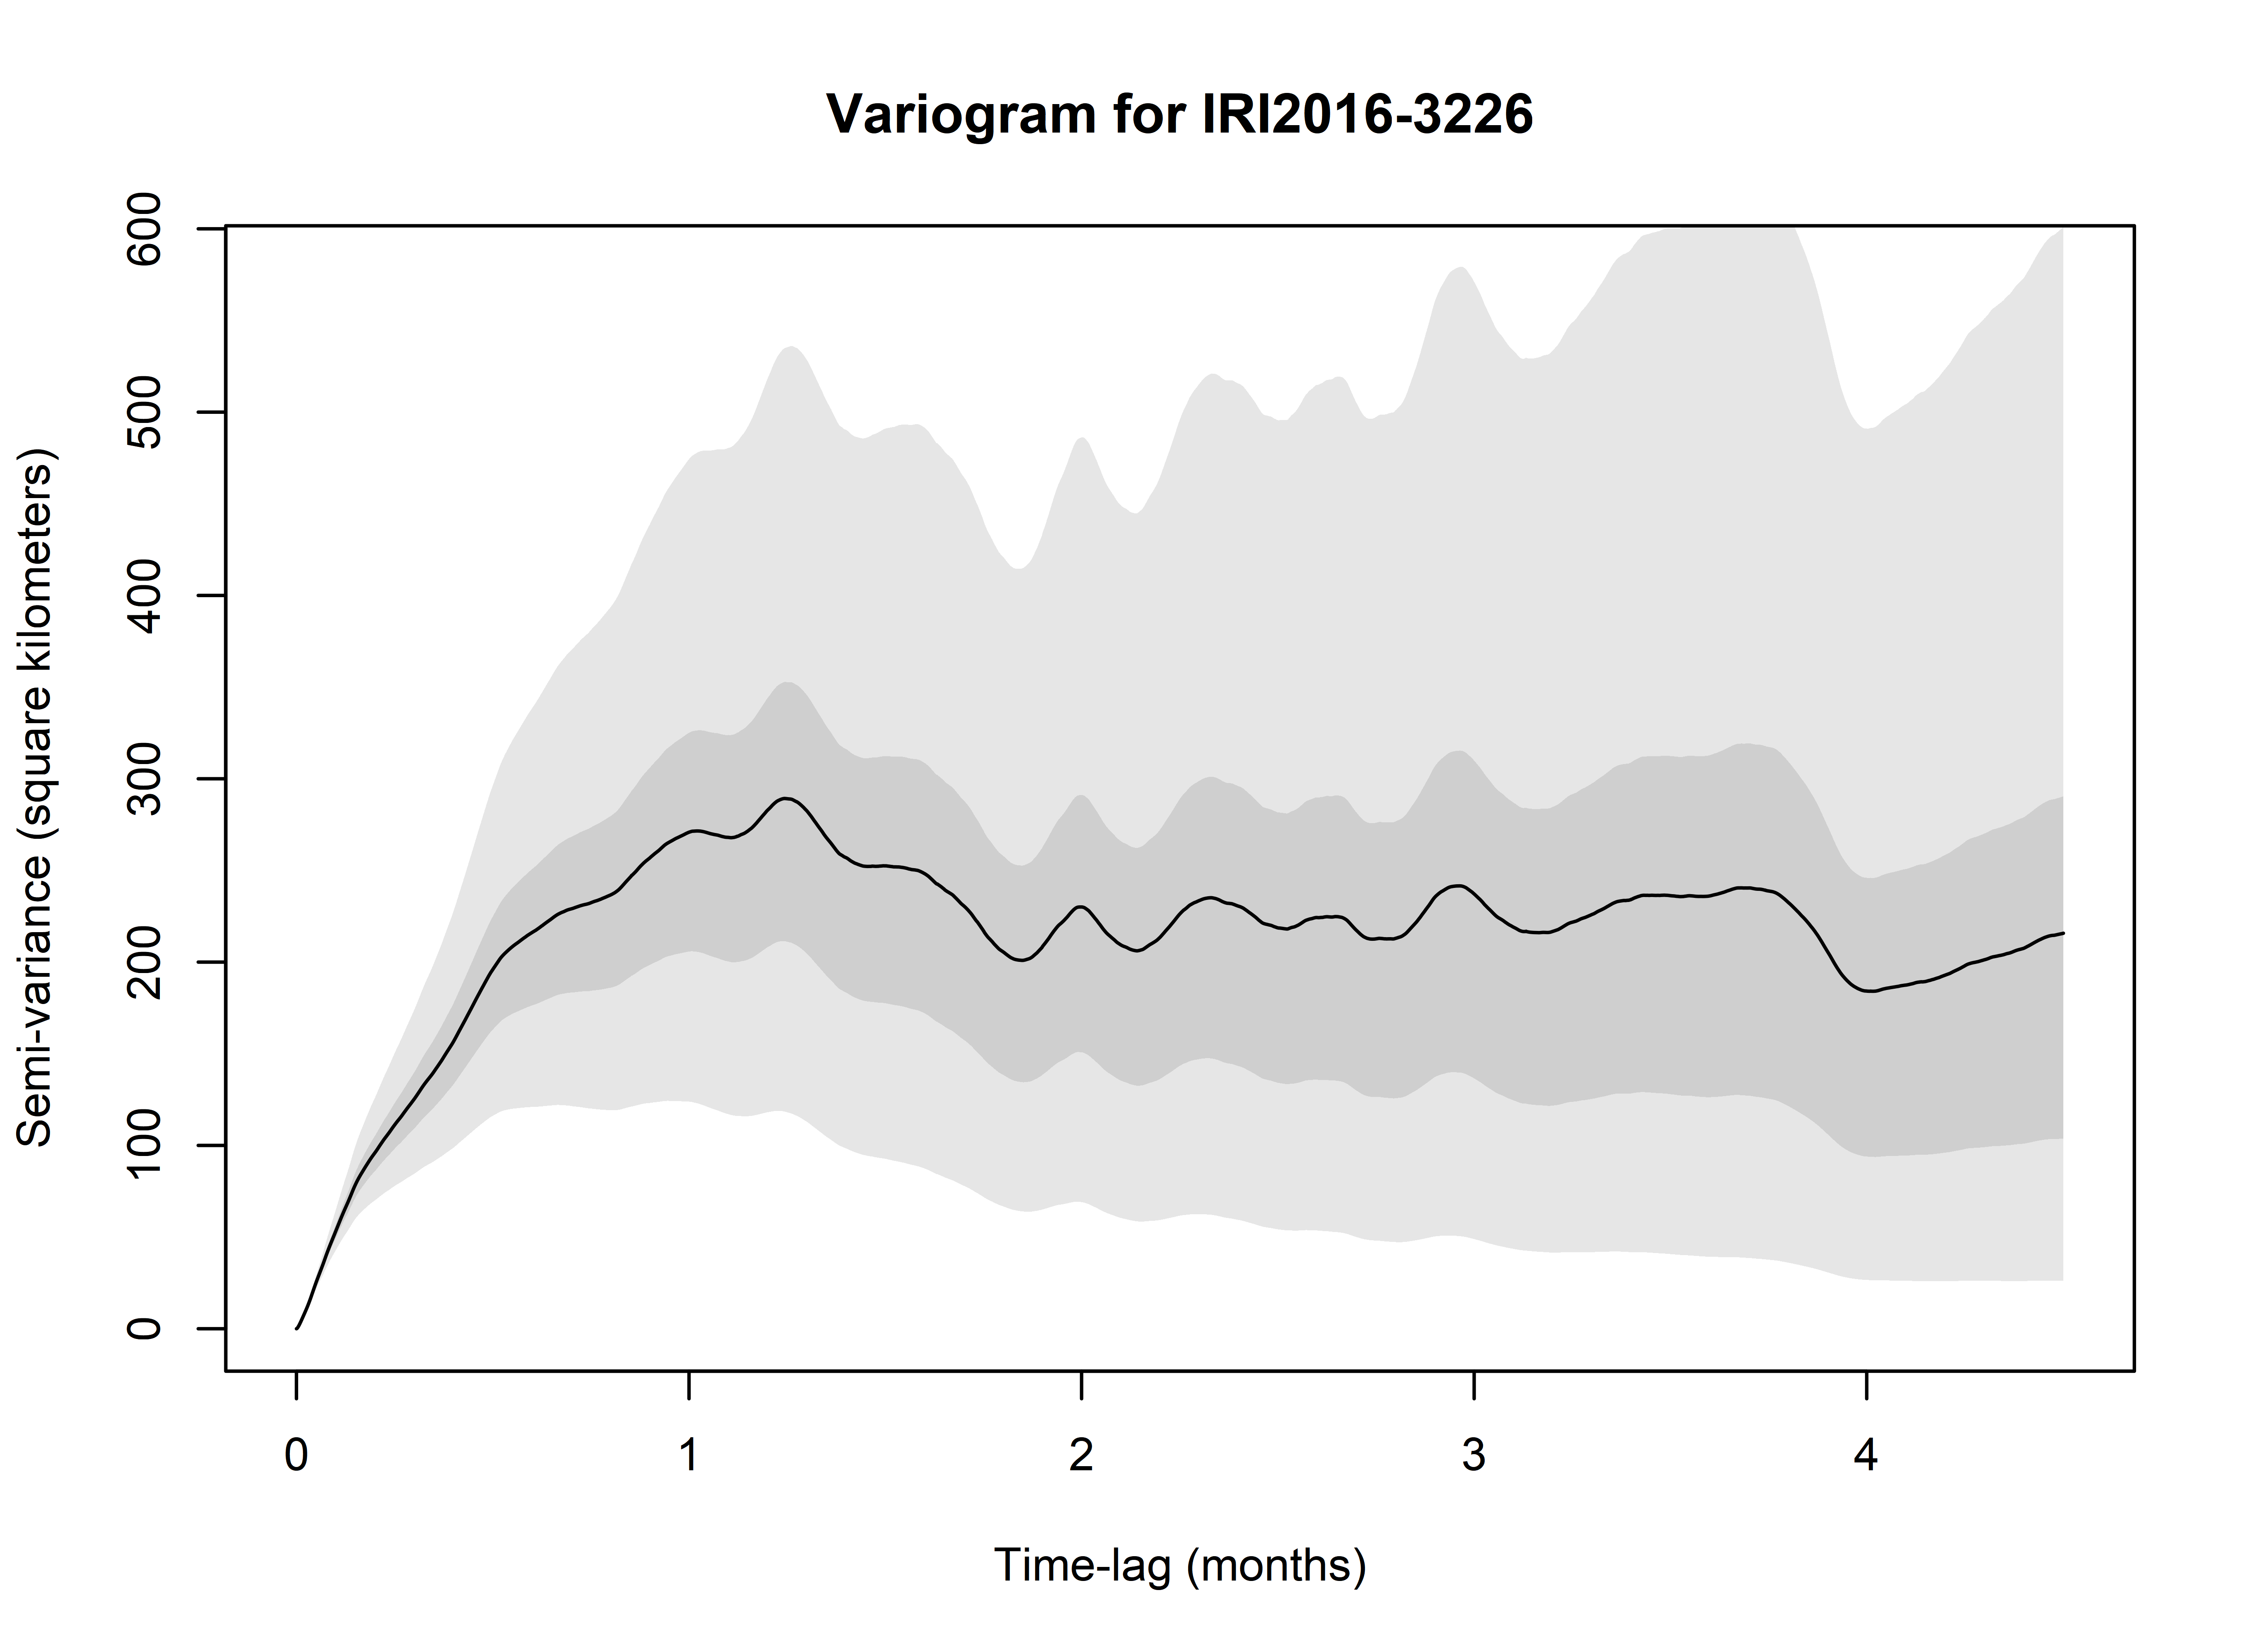 Variogram for IRI2016-3226
Semi-variance (square kilometers)
600
500
400
300
200
100
0
0 1 2 3 4
Time-lag (months)